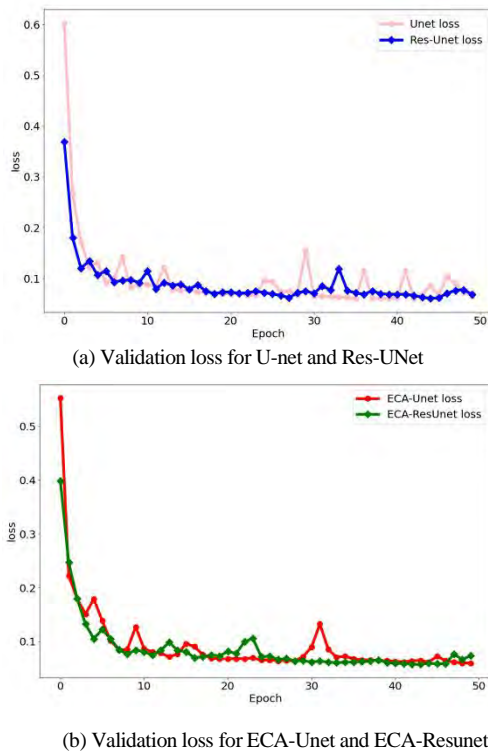 0.6
0.5
0.4
0.3
0.2
0.1
loss
Unet loss
Res-Unet loss
0 10 20 30 40 50
Epoch
(a) Validation loss for U-net and Res-UNet
0.5
0.4
0.3
0.2
0.1
loss
ECA-Unet loss
ECA-ResUnet loss
0 10 20 30 40 50
Epoch
(b) Validation loss for ECA-Unet and ECA-Resunet